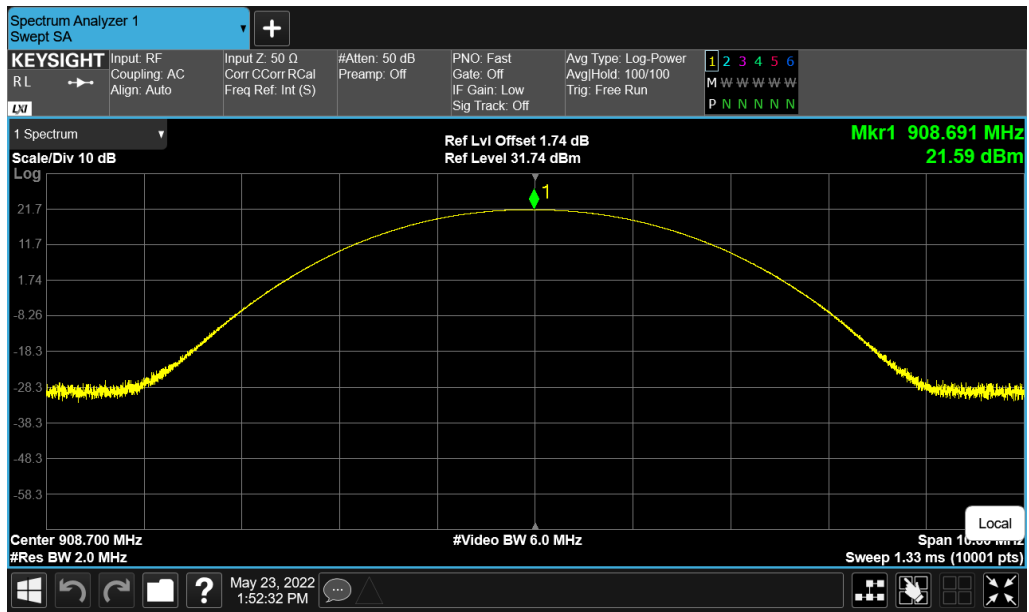 Spectrum Analyzer 1
Swept SA
KEYSIGHT
RL
LXI
Input: RF
Coupling: AC
Align: Auto
Input Z: 50 Ω
Corr CCorr RCal
Freq Ref: Int (S)
#Atten: 50 dB
Preamp: Off
PNO: Fast
Gate: Off
IF Gain: Low
Sig Track: Off
Avg Type: Log-Power
Avg|Hold: 100/100
Trig: Free Run
1 2 3 4 5 6
M W W W W W
P N N N N N
1 Spectrum
Scale/Div 10 dB
Log
Ref Lvl Offset 1.74 dB
Ref Level 31.74 dBm
Mkr1 908.691 MHz
21.59 dBm
1
21.7
11.7
1.74
-8.26
-18.3
-28.3
-38.3
-48.3
-58.3
Local
Center 908.700 MHz
#Video BW 6.0 MHz
Span
#Res BW 2.0 MHz
Sweep 1.33 ms (10001 pts)
?
May 23, 2022
1:52:32 PM